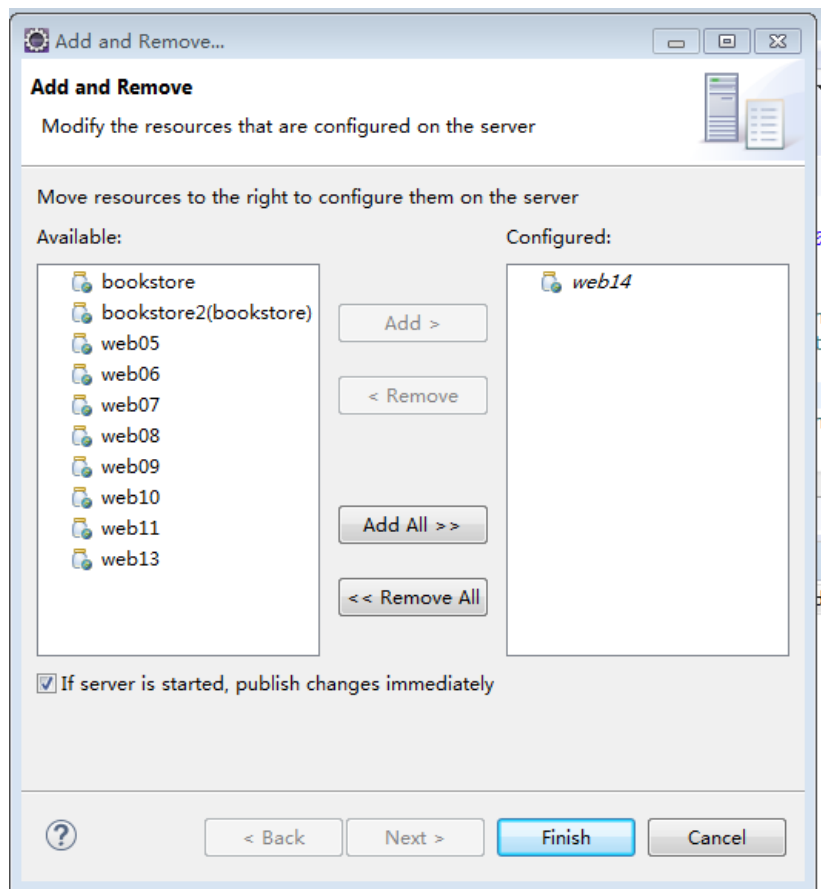 Add and Remove...
Add and Remove
Modify the resources that are configured on the server
Move resources to the right to configure them on the server
Available:
Configured:
bookstore
bookstore2(bookstore)
web05
web06
web07
web08
web09
web10
web11
web13
Add >
< Remove
Add All >>
<< Remove All
web14
If server is started, publish changes immediately
?
< Back
Next >
Finish
Cancel